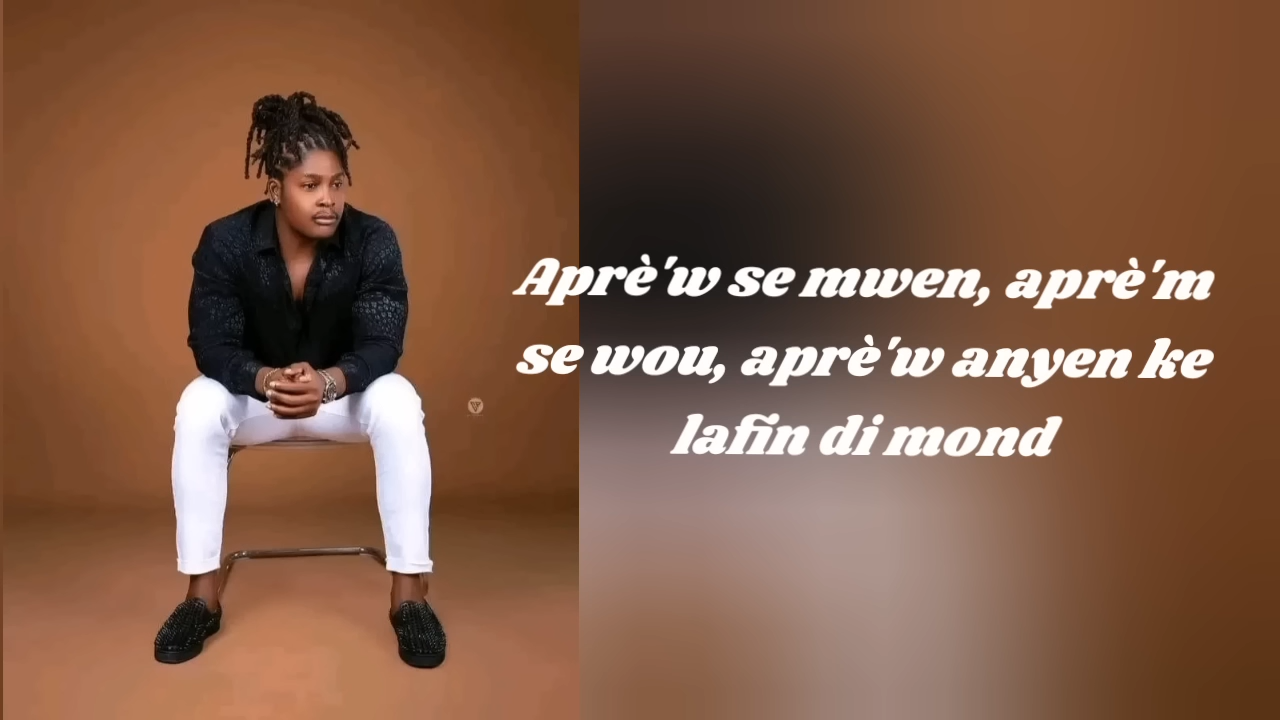 Aprè'w se mwen, aprè'm
se wou, aprè'w anyen ke
lafin di mond